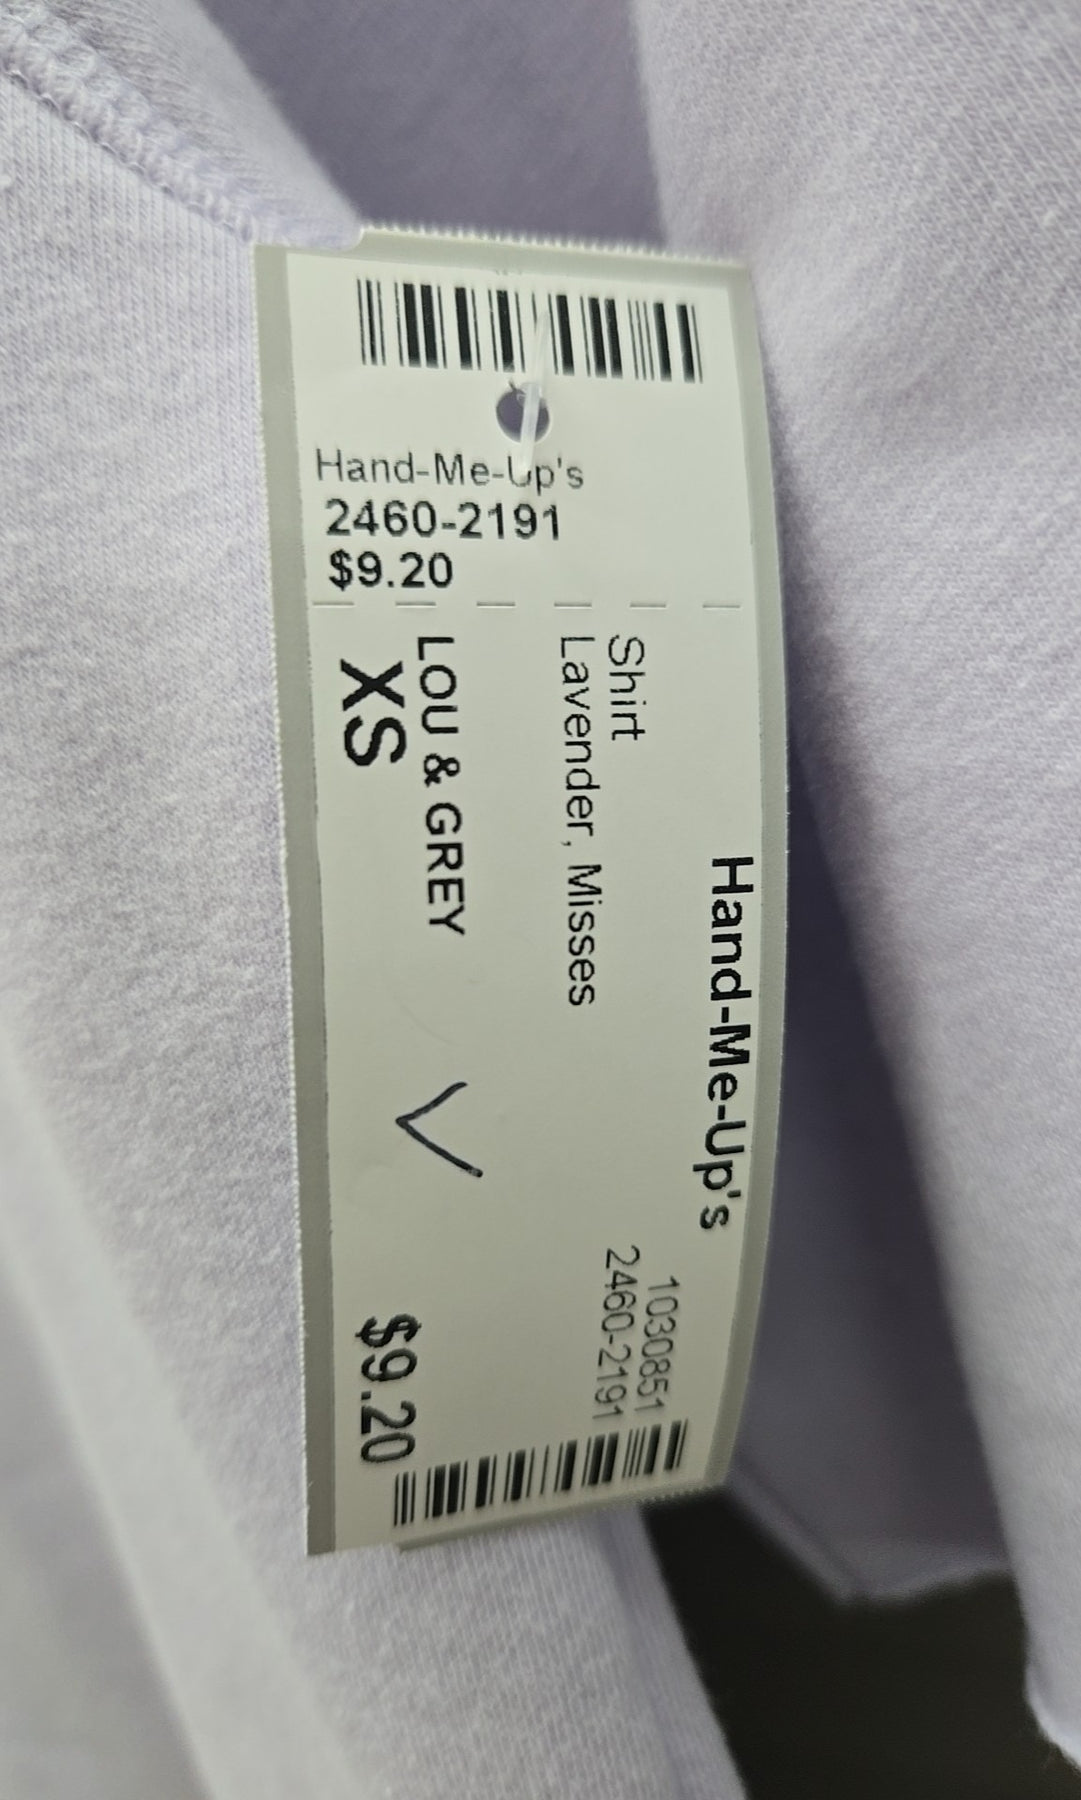 Hand-Me-Up's
2460-2191
$9.20
Hand-Me-Up's
1030851
2460-2191
Shirt
Lavender, Misses
LOU & GREY
XS
$9.20